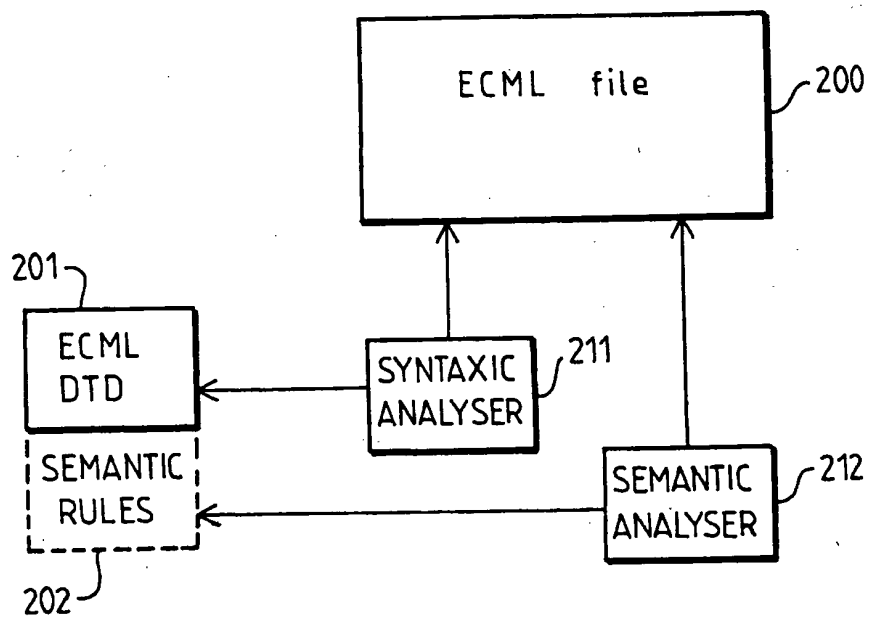 ECML file
200
201
ECML
DTD
SYNTAXIC
ANALYSER
211
SEMANTIC
RULES
SEMANTIC
ANALYSER
212
202